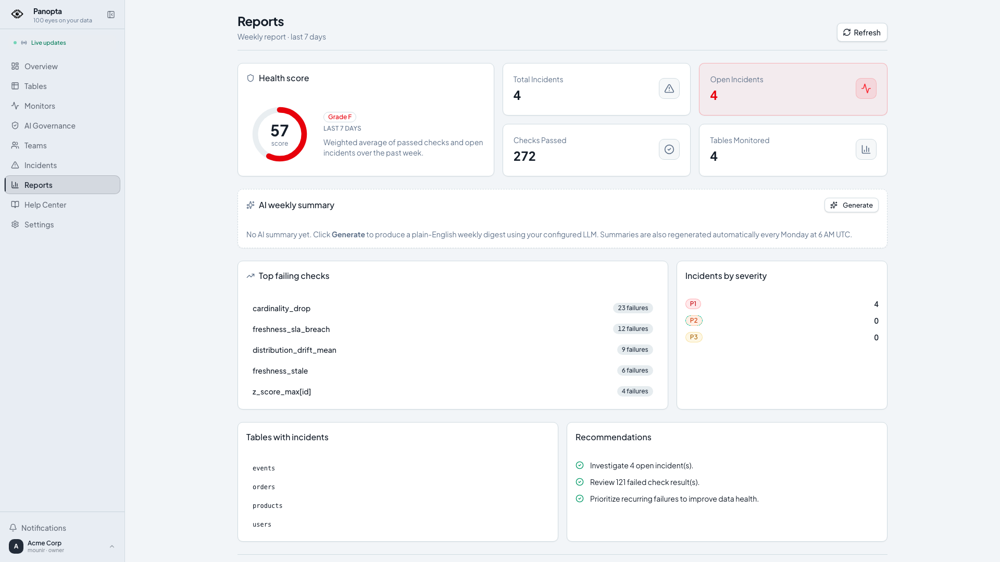 Panopta
100 eyes on your data
Live updates
Overview
Tables
Monitors
AI Governance
Teams
Incidents
Reports
Help Center
Settings
Notifications
A
Acme Corp
mounir · owner
Reports
Weekly report · last 7 days
Refresh
Health score
57
score
Grade F
LAST 7 DAYS
Weighted average of passed checks and open
incidents over the past week.
Total Incidents
4
Open Incidents
4
Checks Passed
272
Tables Monitored
4
AI weekly summary
Generate
No AI summary yet. Click Generate to produce a plain-English weekly digest using your configured LLM. Summaries are also regenerated automatically every Monday at 6 AM UTC.
Top failing checks
cardinality_drop 23 failures
freshness_sla_breach 12 failures
distribution_drift_mean 9 failures
freshness_stale 6 failures
z_score_max[id] 4 failures
Incidents by severity
P1 4
P2 0
P3 0
Tables with incidents
events
orders
products
users
Recommendations
Investigate 4 open incident(s).
Review 121 failed check result(s).
Prioritize recurring failures to improve data health.